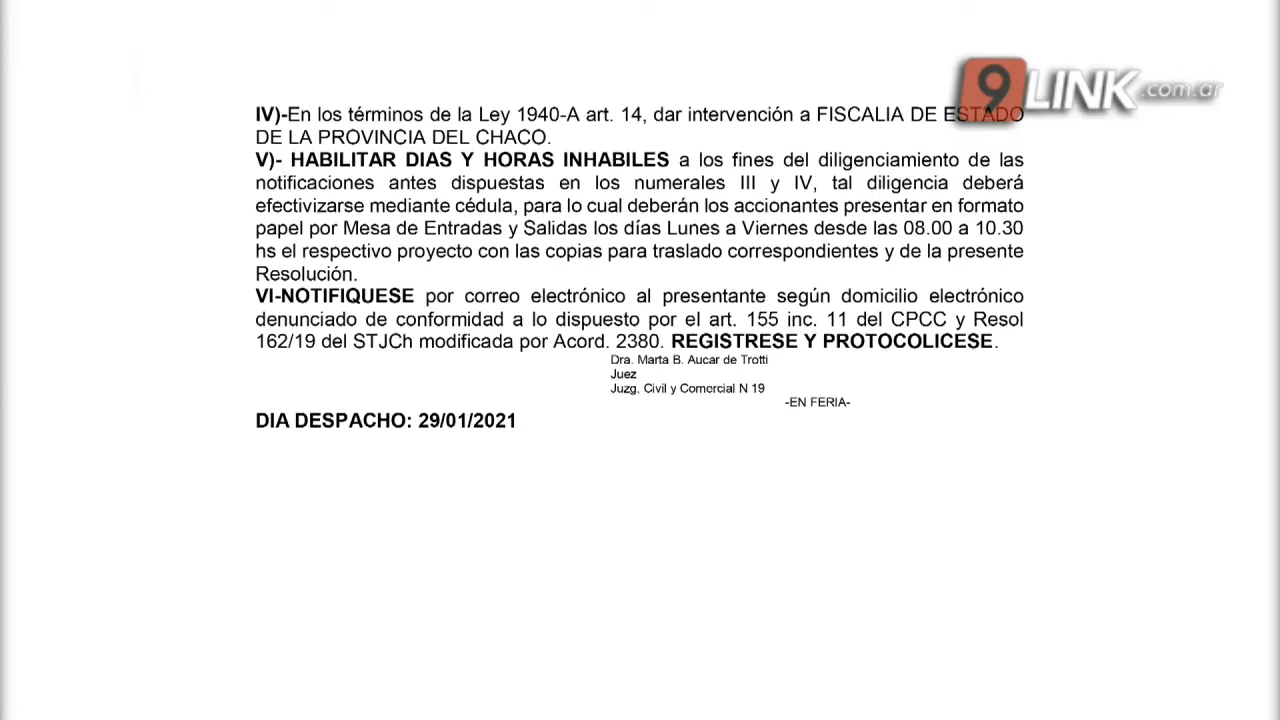 9 LINK.com.ar
IV)-En los términos de la Ley 1940-A art. 14, dar intervención a FISCALIA DE ESTADO
DE LA PROVINCIA DEL CHACO.
V)- HABILITAR DIAS Y HORAS INHABILES a los fines del diligenciamiento de las
notificaciones antes dispuestas en los numerales III y IV, tal diligencia deberá
efectivizarse mediante cédula, para lo cual deberán los accionantes presentar en formato
papel por Mesa de Entradas y Salidas los días Lunes a Viernes desde las 08.00 a 10.30
hs el respectivo proyecto con las copias para traslado correspondientes y de la presente
Resolución.
VI-NOTIFIQUESE por correo electrónico al presentante según domicilio electrónico
denunciado de conformidad a lo dispuesto por el art. 155 inc. 11 del CPCC y Resol
162/19 del STJCh modificada por Acord. 2380. REGISTRESE Y PROTOCOLICESE.
Dra. Marta B. Aucar de Trotti
Juez
Juzg. Civil y Comercial N 19
-EN FERIA-
DIA DESPACHO: 29/01/2021